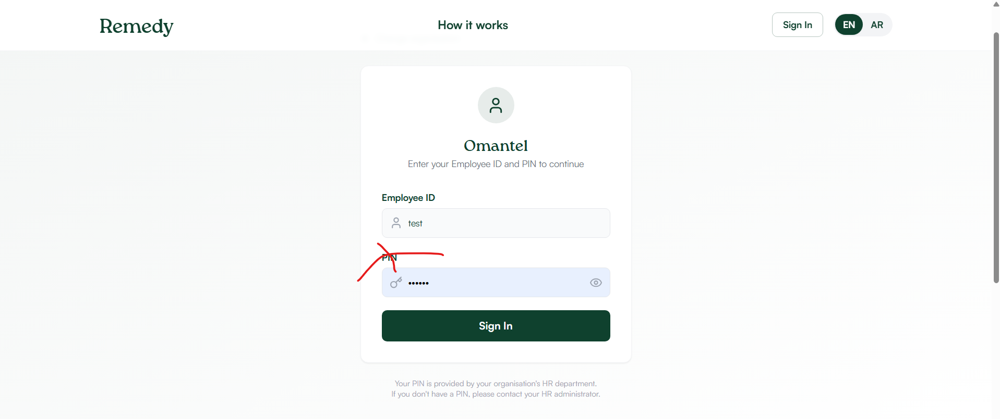 Remedy
How it works
Sign In
EN AR
Omantel
Enter your Employee ID and PIN to continue
Employee ID
test
PIN
••••••
Sign In
Your PIN is provided by your organisation's HR department.
If you don't have a PIN, please contact your HR administrator.